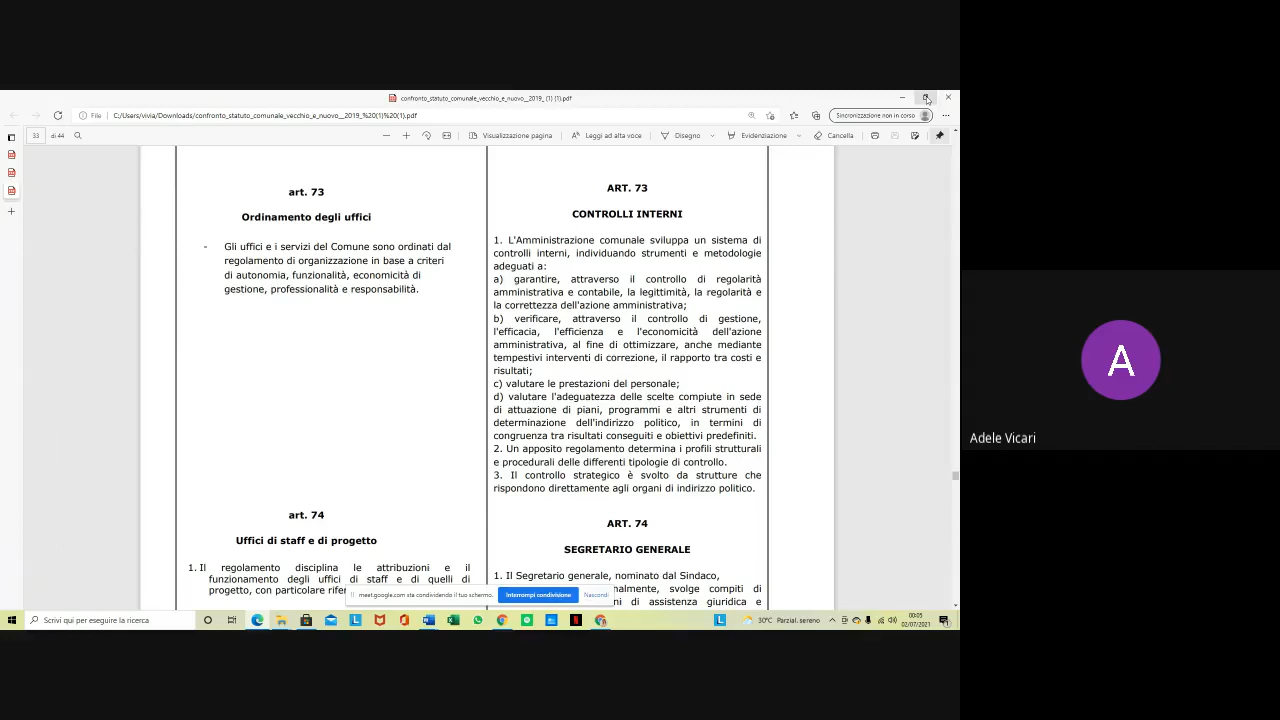 confronto_statuto_comunale_vecchio_e_nuovo__2019_ (1) (1).pdf
File
C:/Users/vivia/Downloads/confronto_statuto_comunale_vecchio_e_nuovo__2019_%20(1)%20(1).pdf
Sincronizzazione non in corso
33 di 44
Visualizzazione pagina
Leggi ad alta voce
Disegno
Evidenziazione
Cancella
art. 73
Ordinamento degli uffici
- Gli uffici e i servizi del Comune sono ordinati dal
regolamento di organizzazione in base a criteri
di autonomia, funzionalità, economicità di
gestione, professionalità e responsabilità.
art. 74
Uffici di staff e di progetto
1. Il regolamento disciplina le attribuzioni e il
funzionamento degli uffici di staff e di quelli di
progetto, con particolare
ART. 73
CONTROLLI INTERNI
1. L'Amministrazione comunale sviluppa un sistema di
controlli interni, individuando strumenti e metodologie
adeguati a:
a) garantire, attraverso il controllo di regolarità
amministrativa e contabile, la legittimità, la regolarità e
la correttezza dell'azione amministrativa;
b) verificare, attraverso il controllo di gestione,
l'efficacia, l'efficienza e l'economicità dell'azione
amministrativa, al fine di ottimizzare, anche mediante
tempestivi interventi di correzione, il rapporto tra costi e
risultati;
c) valutare le prestazioni del personale;
d) valutare l'adeguatezza delle scelte compiute in sede
di attuazione di piani, programmi e altri strumenti di
determinazione dell'indirizzo politico, in termini di
congruenza tra risultati conseguiti e obiettivi predefiniti.
2. Un apposito regolamento determina i profili strutturali
e procedurali delle differenti tipologie di controllo.
3. Il controllo strategico è svolto da strutture che
rispondono direttamente agli organi di indirizzo politico.
ART. 74
SEGRETARIO GENERALE
1. Il Segretario generale, nominato dal Sindaco,
svolge compiti di
di assistenza giuridica e
meet.google.com sta condividendo il tuo schermo.
Interrompi condivisione
Nascondi
Scrivi qui per eseguire la ricerca
30°C Parzial. sereno
00:05
02/07/2021
A
Adele Vicari